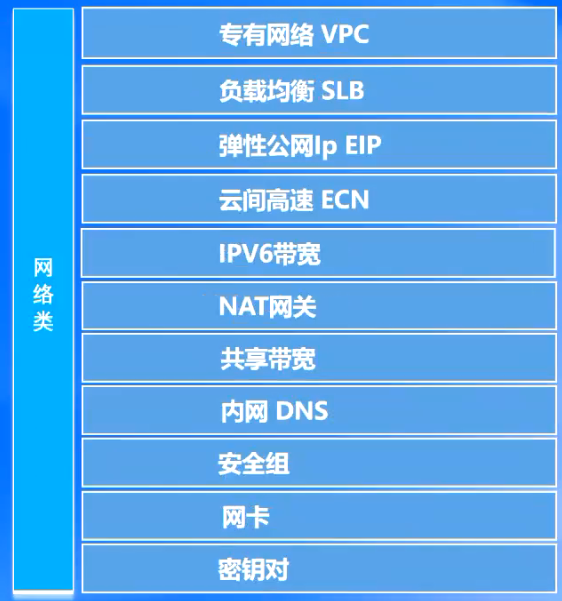 网络类
专有网络 VPC
负载均衡 SLB
弹性公网Ip EIP
云间高速 ECN
IPV6带宽
NAT网关
共享带宽
内网 DNS
安全组
网卡
密钥对